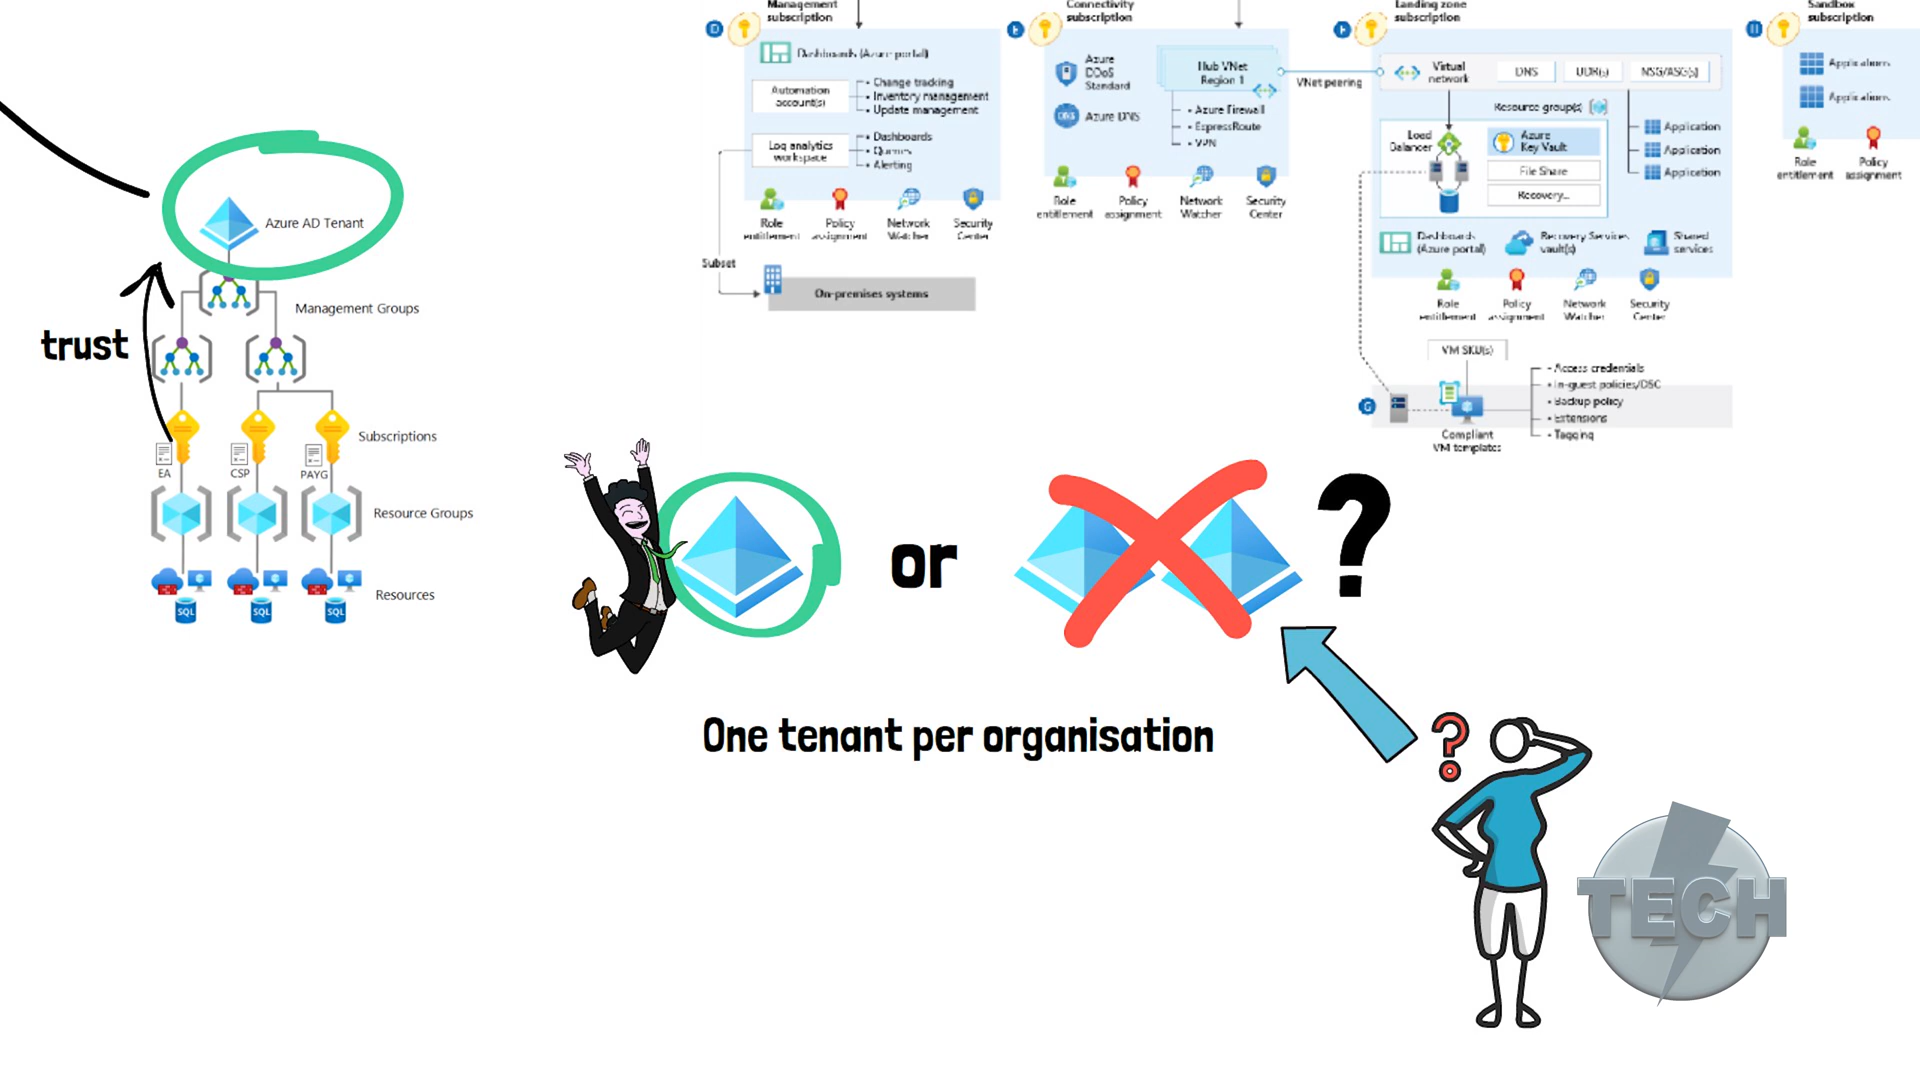 Management
subscription
D
Dashboards (Azure portal)
Automation
account(s)
• Change tracking
• Inventory management
• Update management
Log analytics
workspace
• Dashboards
• Queries
• Alerting
Role
entitlement
Policy
assignment
Network
Watcher
Security
Center
Subset
On-premises systems
Connectivity
subscription
E
Azure
DDoS
Standard
DNS
Azure DNS
Hub VNet
Region 1
• Azure Firewall
• ExpressRoute
• VPN
Role
entitlement
Policy
assignment
Network
Watcher
Security
Center
VNet peering
Landing zone
subscription
Virtual
network
DNS
UDR(s)
NSG/ASG(s)
Resource group(s)
Load
Balancer
Azure
Key Vault
File Share
Recovery...
Application
Application
Application
Dashboards
(Azure portal)
Recovery Services
vault(s)
Shared
services
Role
entitlement
Policy
assignment
Network
Watcher
Security
Center
VM SKU(s)
G
Compliant
VM templates
• Access credentials
• In-guest policies/DSC
• Backup policy
• Extensions
• Tagging
Sandbox
subscription
Applications
Applications
Role
entitlement
Policy
assignment
Azure AD Tenant
Management Groups
trust
Subscriptions
EA
CSP
PAYG
Resource Groups
Resources
SQL
SQL
SQL
or
?
One tenant per organisation
?
TECH